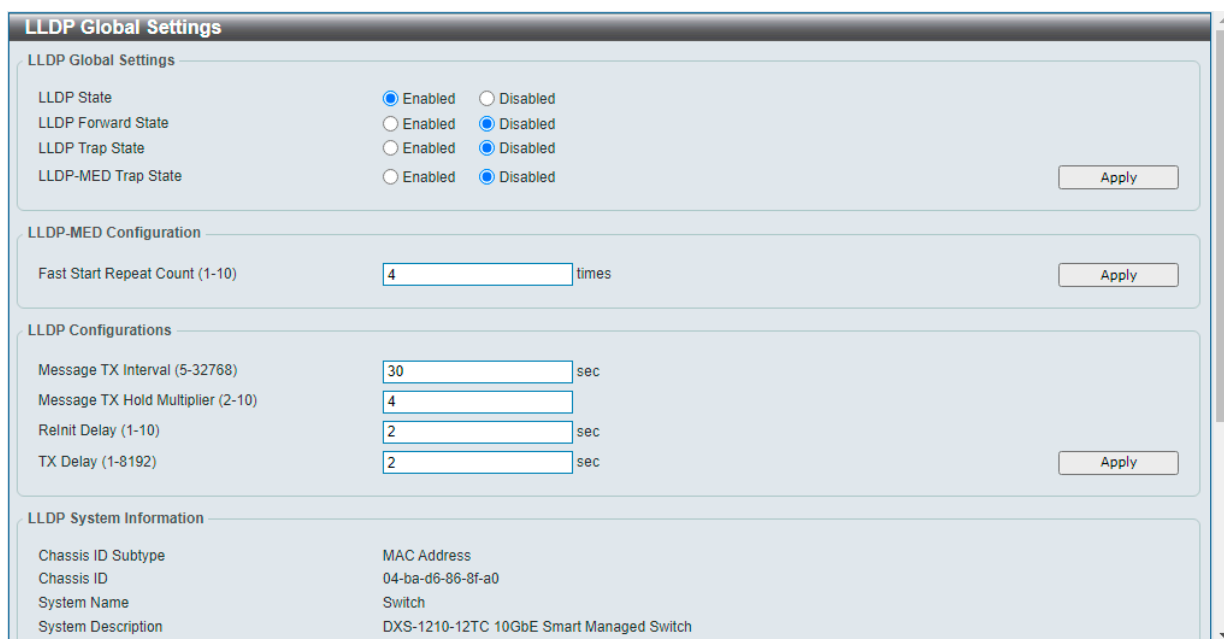 LLDP Global Settings
LLDP Global Settings
LLDP State Enabled Disabled
LLDP Forward State Enabled Disabled
LLDP Trap State Enabled Disabled
LLDP-MED Trap State Enabled Disabled Apply
LLDP-MED Configuration
Fast Start Repeat Count (1-10) 4 times Apply
LLDP Configurations
Message TX Interval (5-32768) 30 sec
Message TX Hold Multiplier (2-10) 4
ReInit Delay (1-10) 2 sec
TX Delay (1-8192) 2 sec Apply
LLDP System Information
Chassis ID Subtype MAC Address
Chassis ID 04-ba-d6-86-8f-a0
System Name Switch
System Description DXS-1210-12TC 10GbE Smart Managed Switch